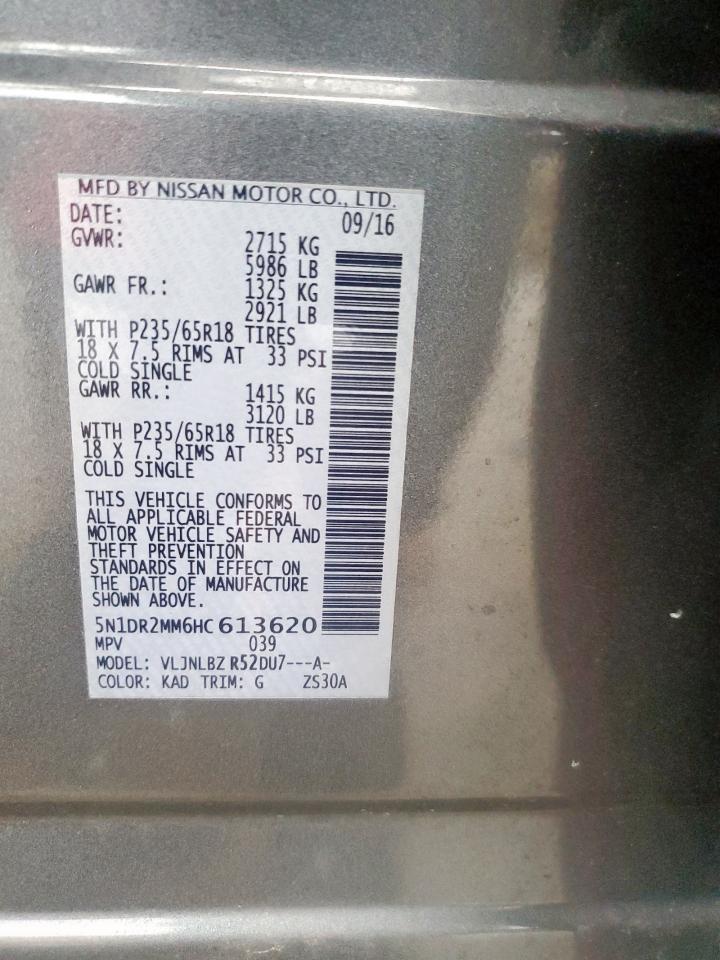 MFD BY NISSAN MOTOR CO., LTD.
DATE: 09/16
GVWR: 2715 KG
5986 LB
GAWR FR.: 1325 KG
2921 LB
WITH P235/65R18 TIRES
18 X 7.5 RIMS AT 33 PSI
COLD SINGLE
GAWR RR.: 1415 KG
3120 LB
WITH P235/65R18 TIRES
18 X 7.5 RIMS AT 33 PSI
COLD SINGLE
THIS VEHICLE CONFORMS TO
ALL APPLICABLE FEDERAL
MOTOR VEHICLE SAFETY AND
THEFT PREVENTION
STANDARDS IN EFFECT ON
THE DATE OF MANUFACTURE
SHOWN ABOVE.
5N1DR2MM6HC 613620
MPV 039
MODEL: VLJNLBZ R52DU7---A-
COLOR: KAD TRIM: G ZS30A